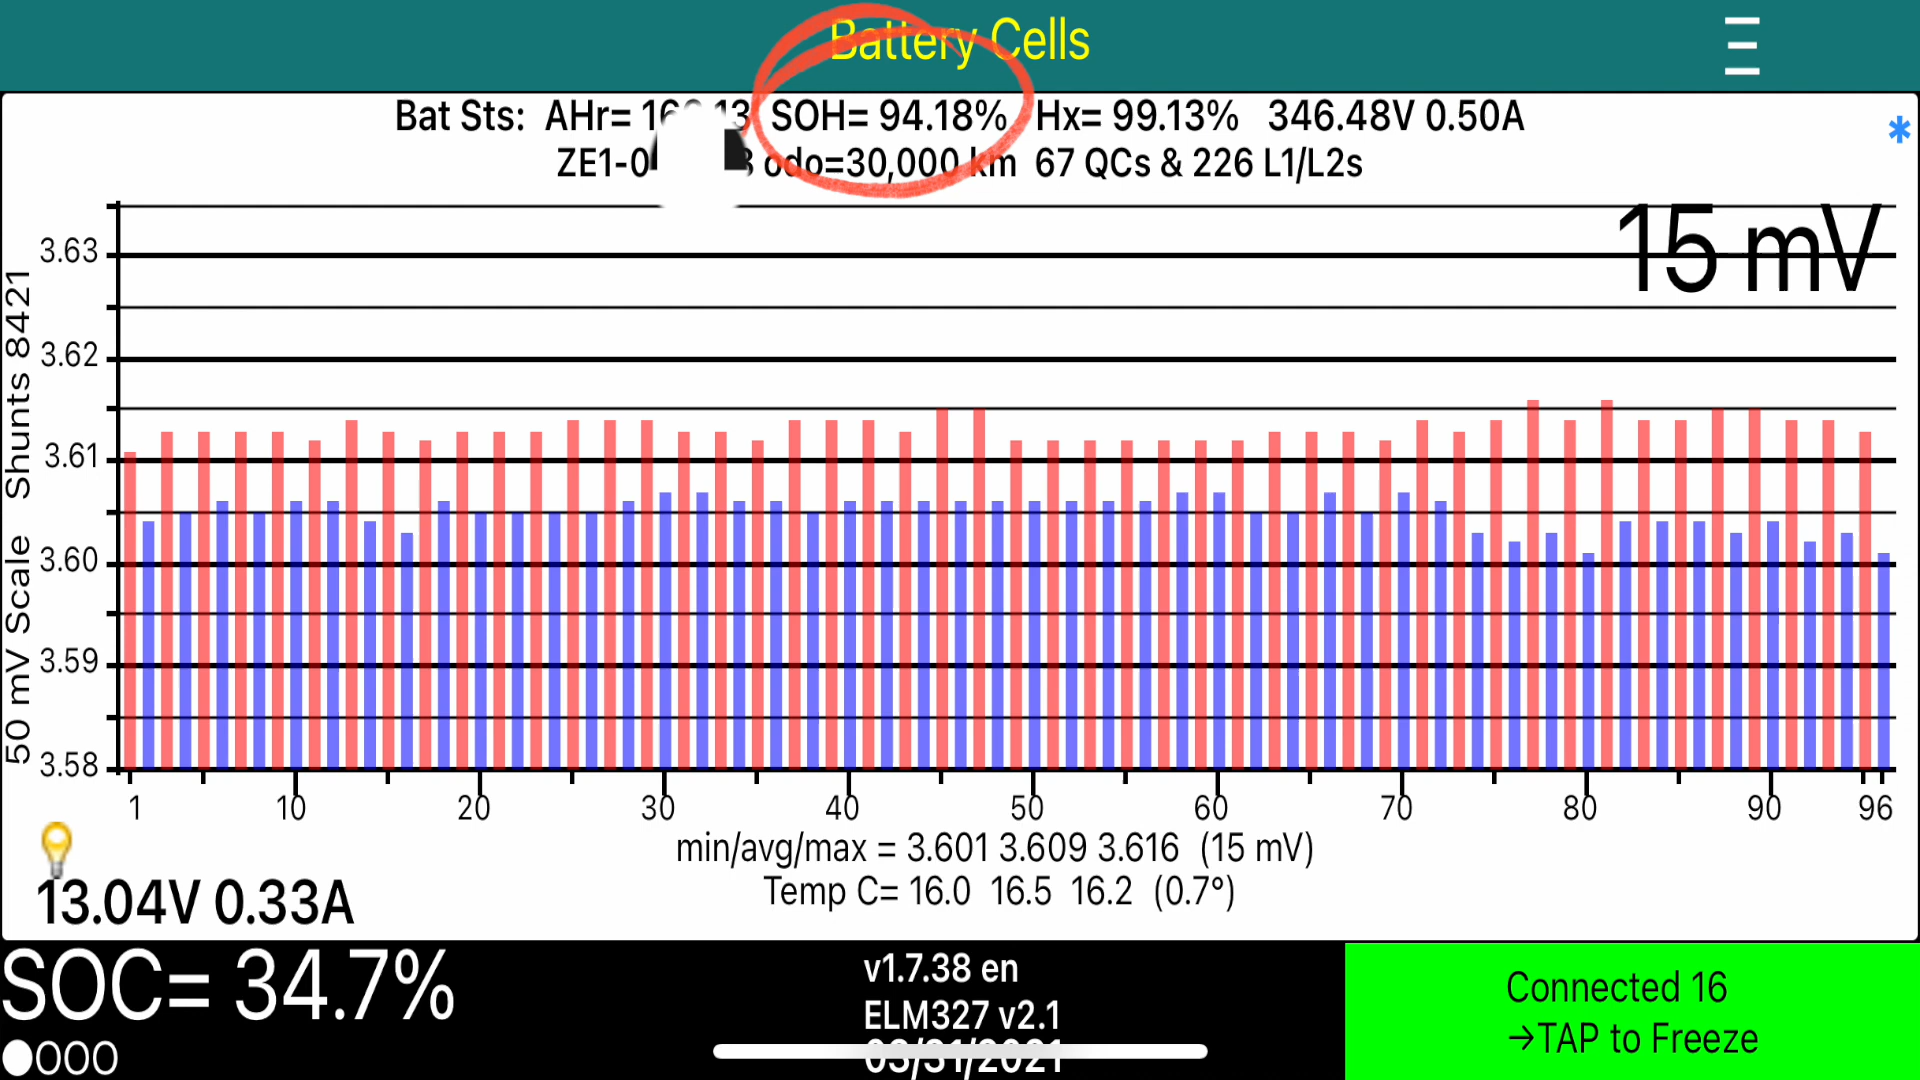 Battery Cells
Bat Sts: AHr= SOH= 94.18% Hx= 99.13% 346.48V 0.50A
odo=30,000 km 67 QCs & 226 L1/L2s
15 mV
50 mV Scale Shunts 8421
3.63
3.62
3.61
3.60
3.59
3.58
1 10 20 30 40 50 60 70 80 90 96
min/avg/max = 3.601 3.609 3.616 (15 mV)
Temp C= 16.0 16.5 16.2 (0.7°)
13.04V 0.33A
SOC= 34.7%
v1.7.38 en
ELM327 v2.1
03/31/2021
Connected 16
→TAP to Freeze